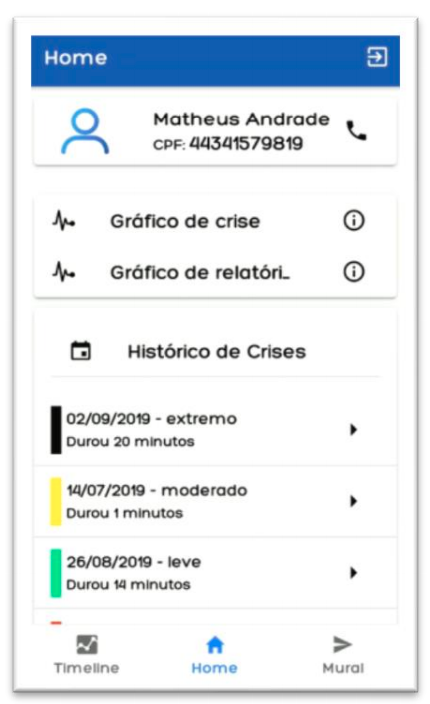 Home
Matheus Andrade
CPF: 44341579819
Gráfico de crise
Gráfico de relatóri...
Histórico de Crises
02/09/2019 - extremo
Durou 20 minutos
14/07/2019 - moderado
Durou 1 minutos
26/08/2019 - leve
Durou 14 minutos
Timeline
Home
Mural